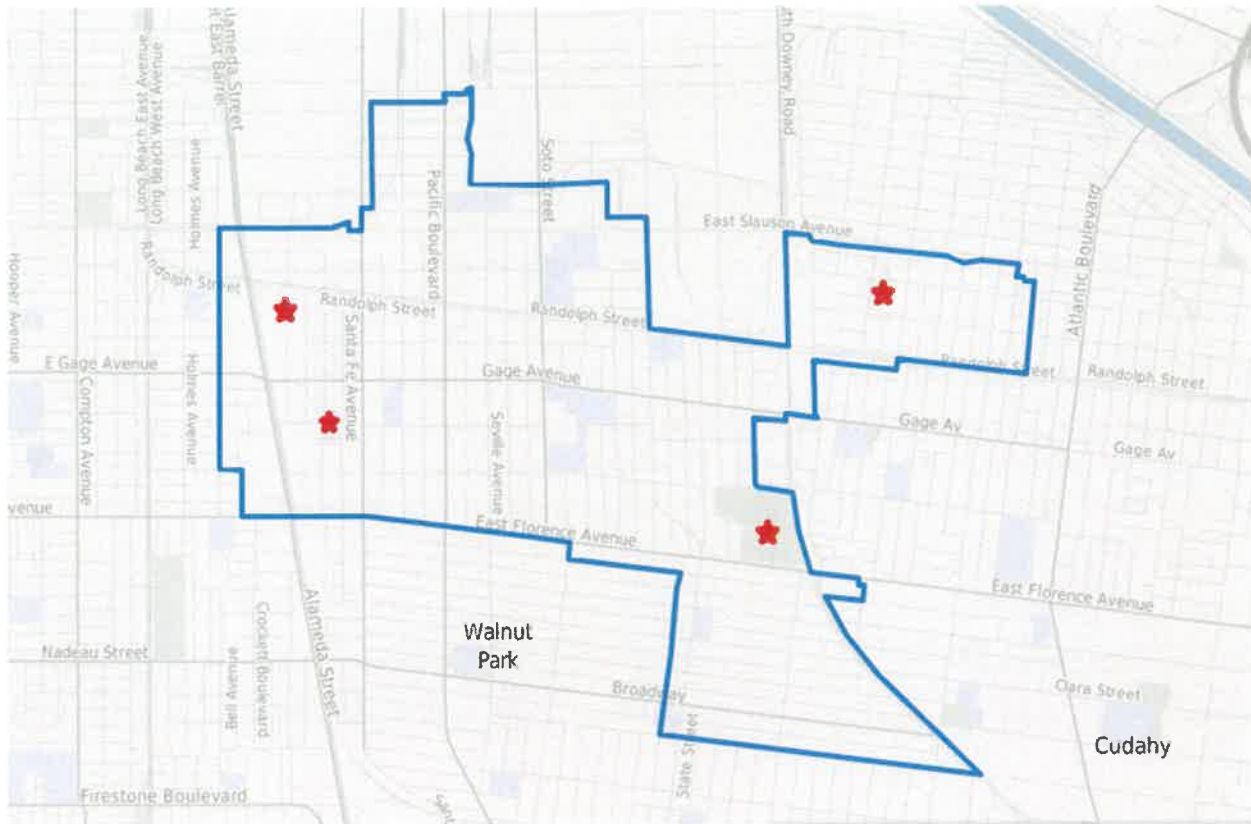 Alameda Street
Long Beach East Avenue
Long Beach West Avenue
Holmes Avenue
South Downey Road
Soto Street
Pacific Boulevard
East Slauson Avenue
Atlantic Boulevard
Randolph Street
Randolph Street
Randolph Street
Randolph Street
Randolph Street
Hooper Avenue
E Gage Avenue
Compton Avenue
Holmes Avenue
Santa Fe Avenue
Gage Avenue
Seville Avenue
Gage Av
Gage Av
venue
East Florence Avenue
East Florence Avenue
Alameda Street
Crockett Boulevard
Bell Avenue
Walnut
Park
Nadeau Street
Broadway
State Street
Clara Street
Cudahy
Firestone Boulevard